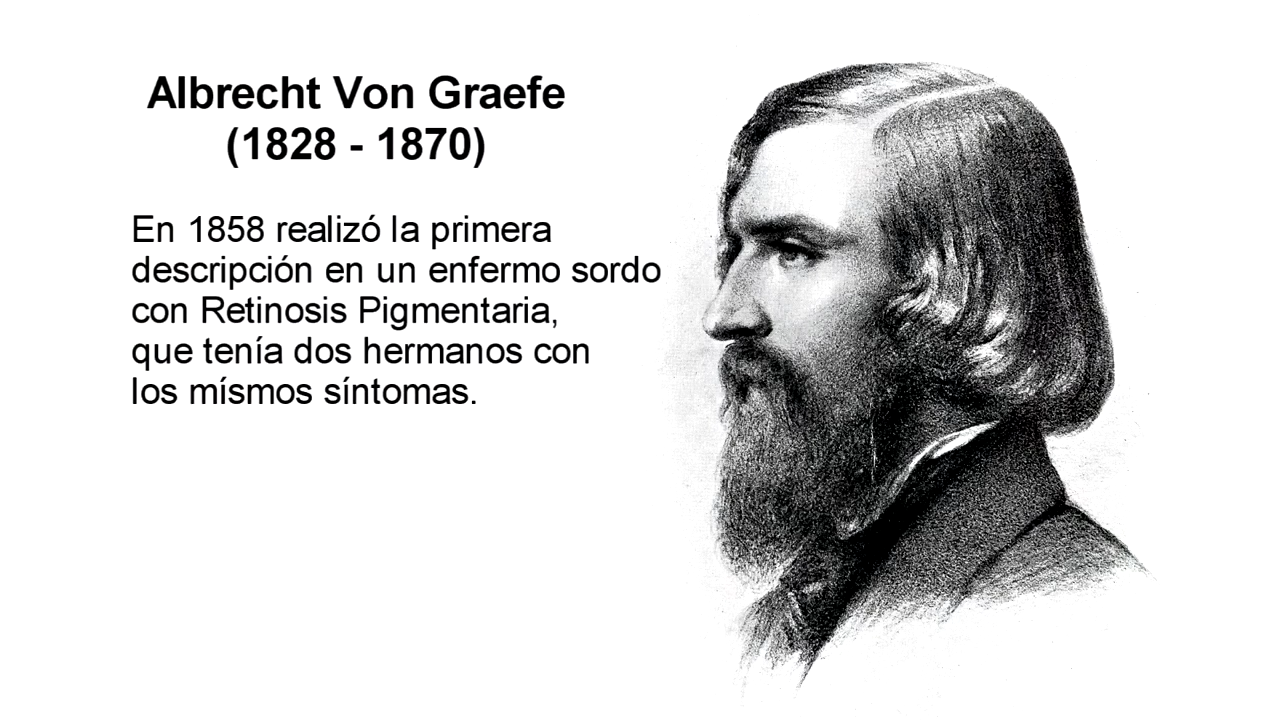 Albrecht Von Graefe
(1828 - 1870)
En 1858 realizó la primera
descripción en un enfermo sordo
con Retinosis Pigmentaria,
que tenía dos hermanos con
los mísmos síntomas.